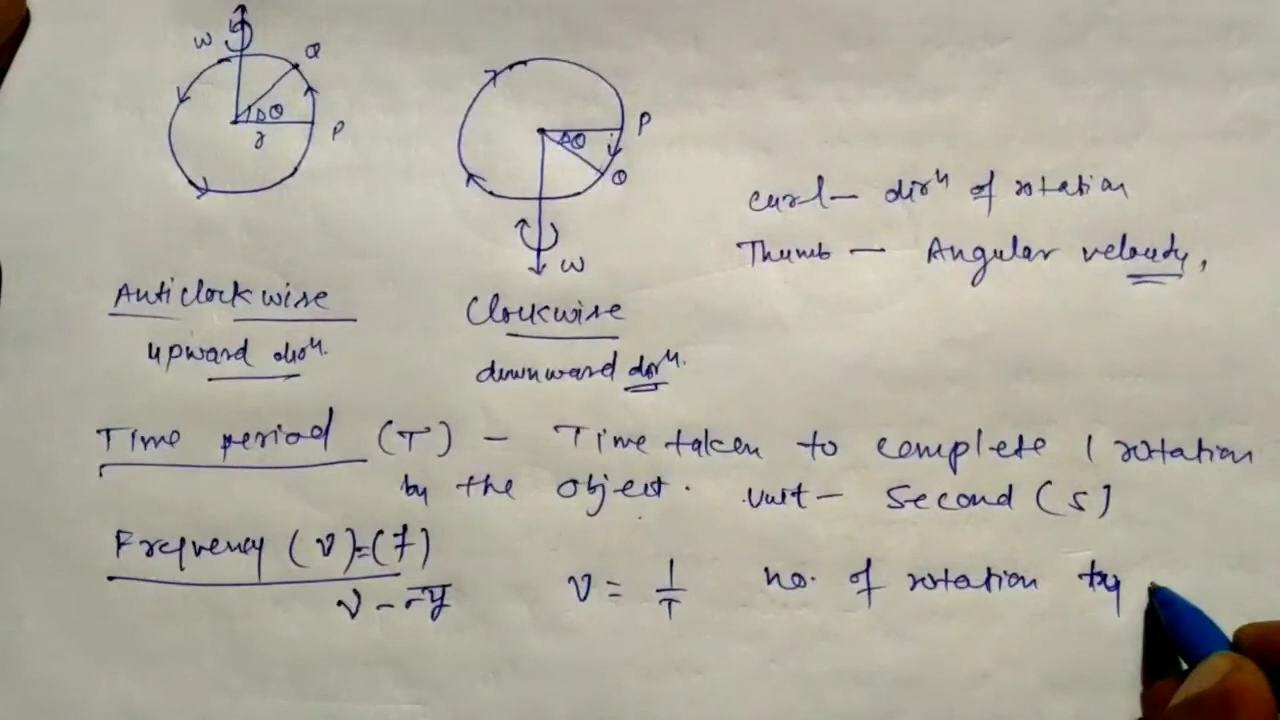 ω
Q
Δθ
r
P
P
Δθ
Q
ω
curl – dirⁿ of rotation
Thumb – Angular velocity,
Anticlockwise
upward dirⁿ.
Clockwise
downward dirⁿ.
Time period (T) – Time taken to complete 1 rotation
by the object. Unit – Second (s)
Frequency (ν)=(f)
ν = 1/T no. of rotation